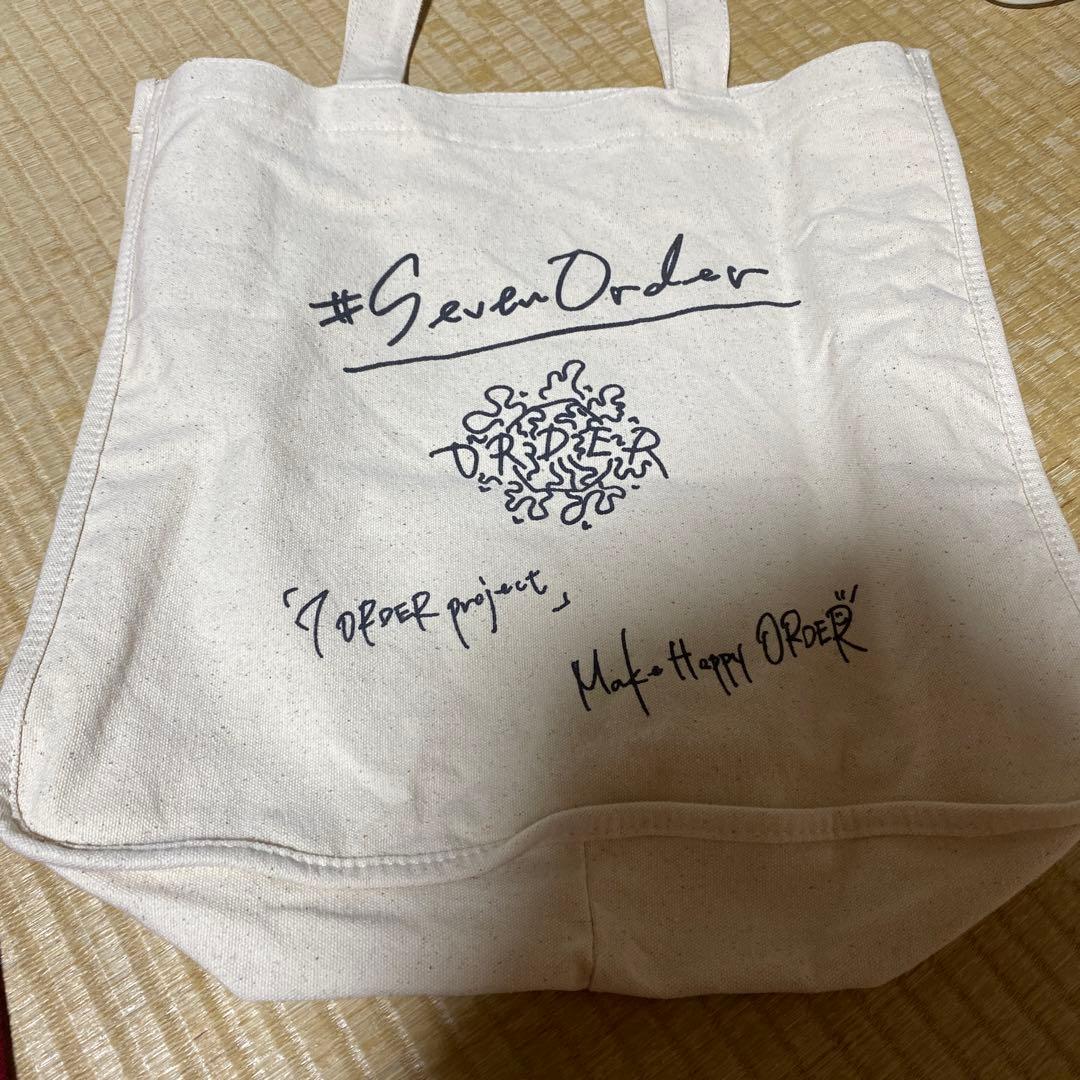 #SevenOrder
ORDER
「7ORDER project」
Make Happy ORDER